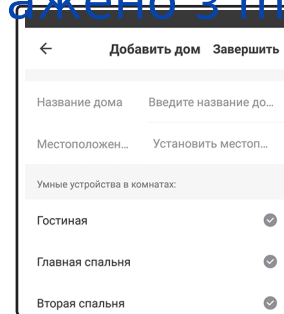 ажено з п
Добавить дом Завершить
Название дома Введите название до...
Местоположен... Установить местоп...
Умные устройства в комнатах:
Гостиная
Главная спальня
Вторая спальня